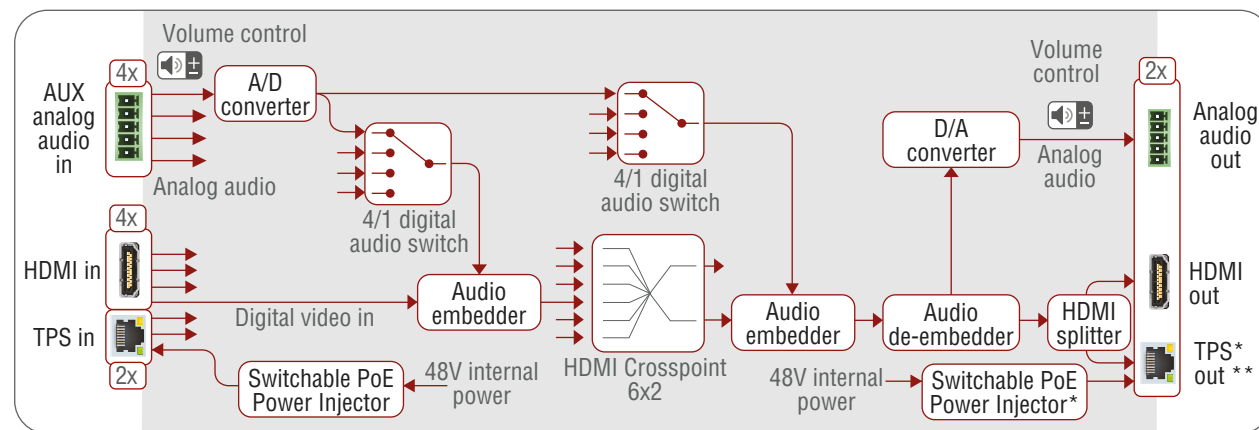 Volume control
4x
AUX
analog
audio
in
A/D
converter
Analog audio
4/1 digital
audio switch
4/1 digital
audio switch
D/A
converter
Volume
control
Analog
audio
2x
Analog
audio
out
4x
HDMI in
Digital video in
Audio
embedder
HDMI Crosspoint
6x2
Audio
embedder
Audio
de-embedder
HDMI
splitter
HDMI
out
TPS in
2x
Switchable PoE
Power Injector
48V internal
power
48V internal
power
Switchable PoE
Power Injector*
TPS*
out **